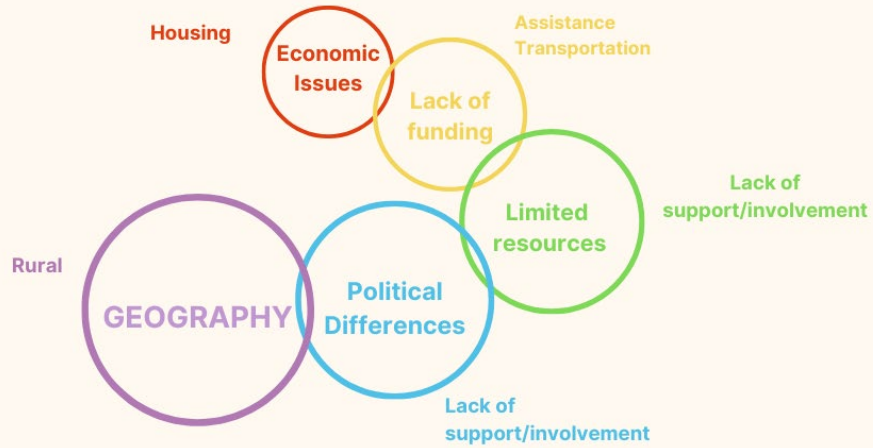 Housing
Economic
Issues
Assistance
Transportation
Lack of
funding
Limited
resources
Lack of
support/involvement
Rural
GEOGRAPHY
Political
Differences
Lack of
support/involvement